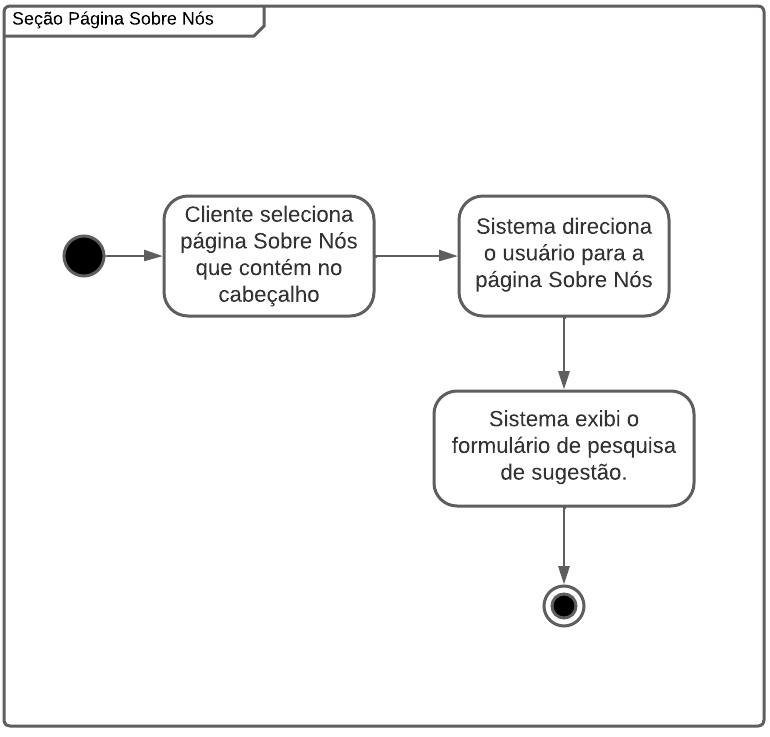 Seção Página Sobre Nós
Cliente seleciona
página Sobre Nós
que contém no
cabeçalho
Sistema direciona
o usuário para a
página Sobre Nós
Sistema exibi o
formulário de pesquisa
de sugestão.